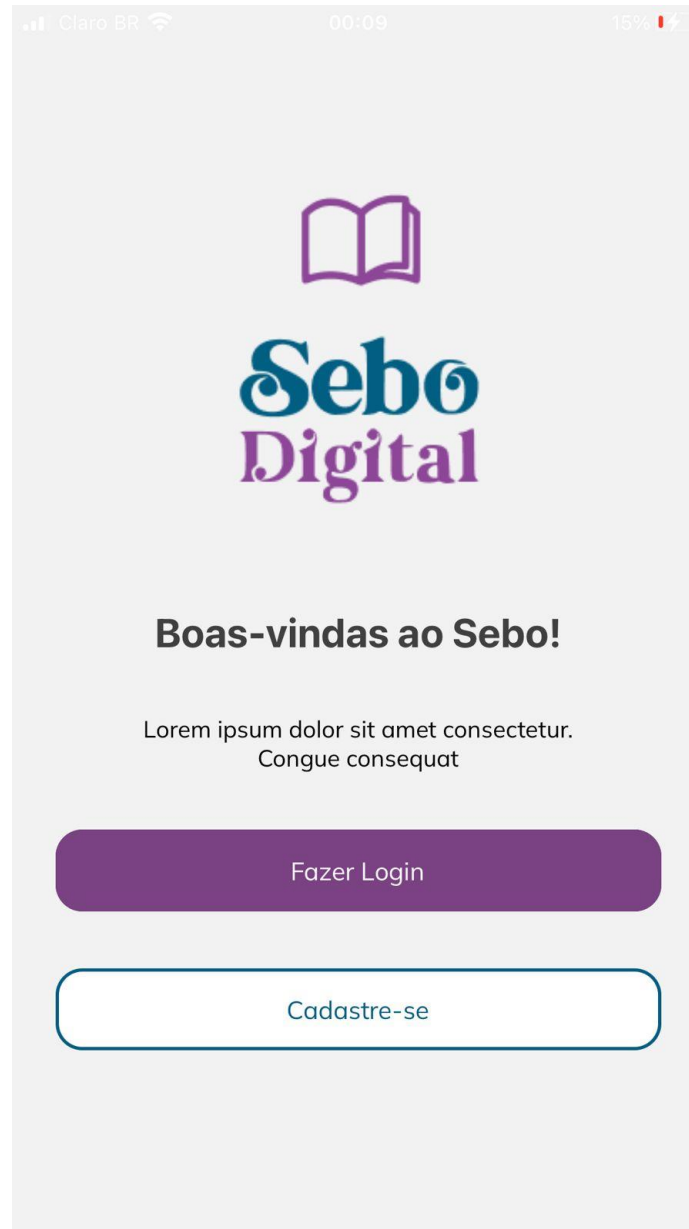 Claro BR 00:09 15%
Sebo
Digital
Boas-vindas ao Sebo!
Lorem ipsum dolor sit amet consectetur.
Congue consequat
Fazer Login
Cadastre-se